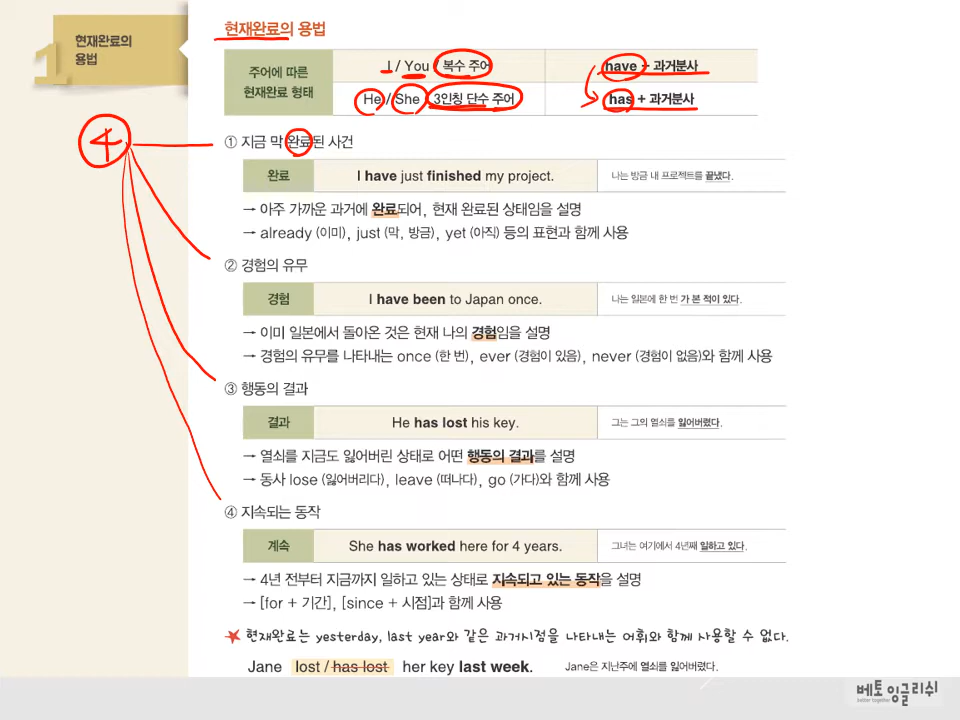 1
현재완료의
용법
현재완료의 용법
주어에 따른
현재완료 형태
I / You / 복수 주어
have + 과거분사
He / She / 3인칭 단수 주어
has + 과거분사
4
① 지금 막 완료된 사건
완료
I have just finished my project.
나는 방금 내 프로젝트를 끝냈다.
→ 아주 가까운 과거에 완료되어, 현재 완료된 상태임을 설명
→ already (이미), just (막, 방금), yet (아직) 등의 표현과 함께 사용
② 경험의 유무
경험
I have been to Japan once.
나는 일본에 한 번 가 본 적이 있다.
→ 이미 일본에서 돌아온 것은 현재 나의 경험임을 설명
→ 경험의 유무를 나타내는 once (한 번), ever (경험이 있음), never (경험이 없음)와 함께 사용
③ 행동의 결과
결과
He has lost his key.
그는 그의 열쇠를 잃어버렸다.
→ 열쇠를 지금도 잃어버린 상태로 어떤 행동의 결과를 설명
→ 동사 lose (잃어버리다), leave (떠나다), go (가다)와 함께 사용
④ 지속되는 동작
계속
She has worked here for 4 years.
그녀는 여기에서 4년째 일하고 있다.
→ 4년 전부터 지금까지 일하고 있는 상태로 지속되고 있는 동작을 설명
→ [for + 기간], [since + 시점]과 함께 사용
★ 현재완료는 yesterday, last year와 같은 과거시점을 나타내는 어휘와 함께 사용할 수 없다.
Jane lost / has lost her key last week.
Jane은 지난주에 열쇠를 잃어버렸다.
베토 잉글리쉬